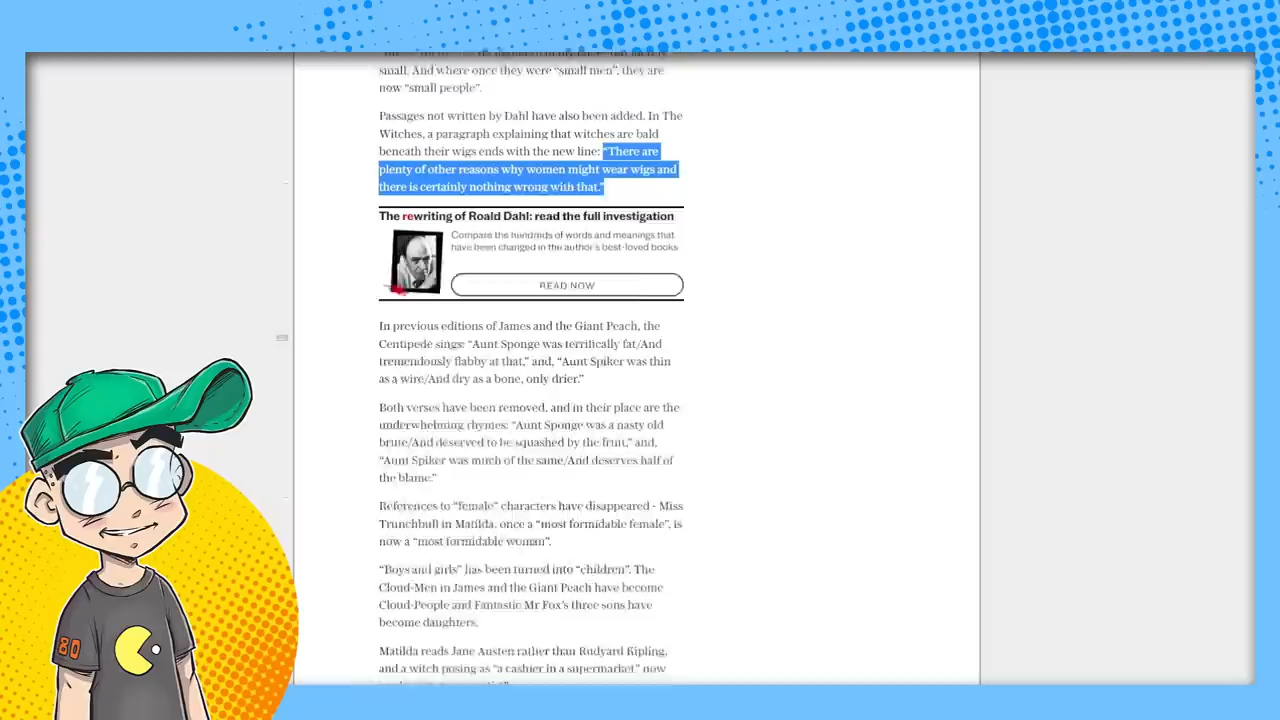 small. And where once they were “small men”, they are
now “small people”.
Passages not written by Dahl have also been added. In The
Witches, a paragraph explaining that witches are bald
beneath their wigs ends with the new line: “There are
plenty of other reasons why women might wear wigs and
there is certainly nothing wrong with that.”
The rewriting of Roald Dahl: read the full investigation
Compare the hundreds of words and meanings that
have been changed in the author's best-loved books
READ NOW
In previous editions of James and the Giant Peach, the
Centipede sings: “Aunt Sponge was terrifically fat/And
tremendously flabby at that,” and, “Aunt Spiker was thin
as a wire/And dry as a bone, only drier.”
Both verses have been removed, and in their place are the
underwhelming rhymes: “Aunt Sponge was a nasty old
brute/And deserved to be squashed by the fruit,” and,
“Aunt Spiker was much of the same/And deserves half of
the blame.”
References to “female” characters have disappeared - Miss
Trunchbull in Matilda, once a “most formidable female”, is
now a “most formidable woman”.
“Boys and girls” has been turned into “children”. The
Cloud-Men in James and the Giant Peach have become
Cloud-People and Fantastic Mr Fox's three sons have
become daughters.
Matilda reads Jane Austen rather than Rudyard Kipling,
and a witch posing as “a cashier in a supermarket” now
80